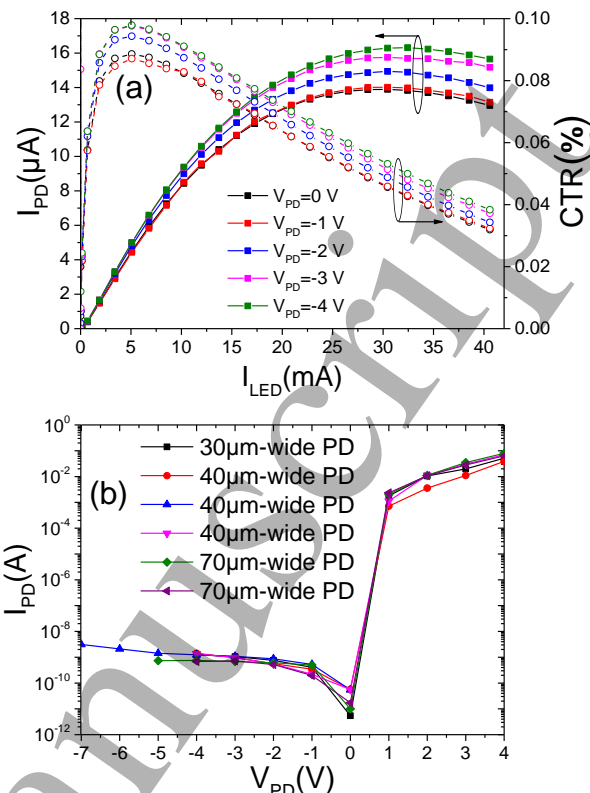 (a)
I_PD(µA)
18
16
14
12
10
8
6
4
2
0
0.10
0.08
0.06
0.04
0.02
0.00
CTR(%)
V_PD=0 V
V_PD=-1 V
V_PD=-2 V
V_PD=-3 V
V_PD=-4 V
0 5 10 15 20 25 30 35 40
I_LED(mA)
(b)
I_PD(A)
10^0
10^-2
10^-4
10^-6
10^-8
10^-10
10^-12
30µm-wide PD
40µm-wide PD
40µm-wide PD
40µm-wide PD
70µm-wide PD
70µm-wide PD
-7 -6 -5 -4 -3 -2 -1 0 1 2 3 4
V_PD(V)
anuscript